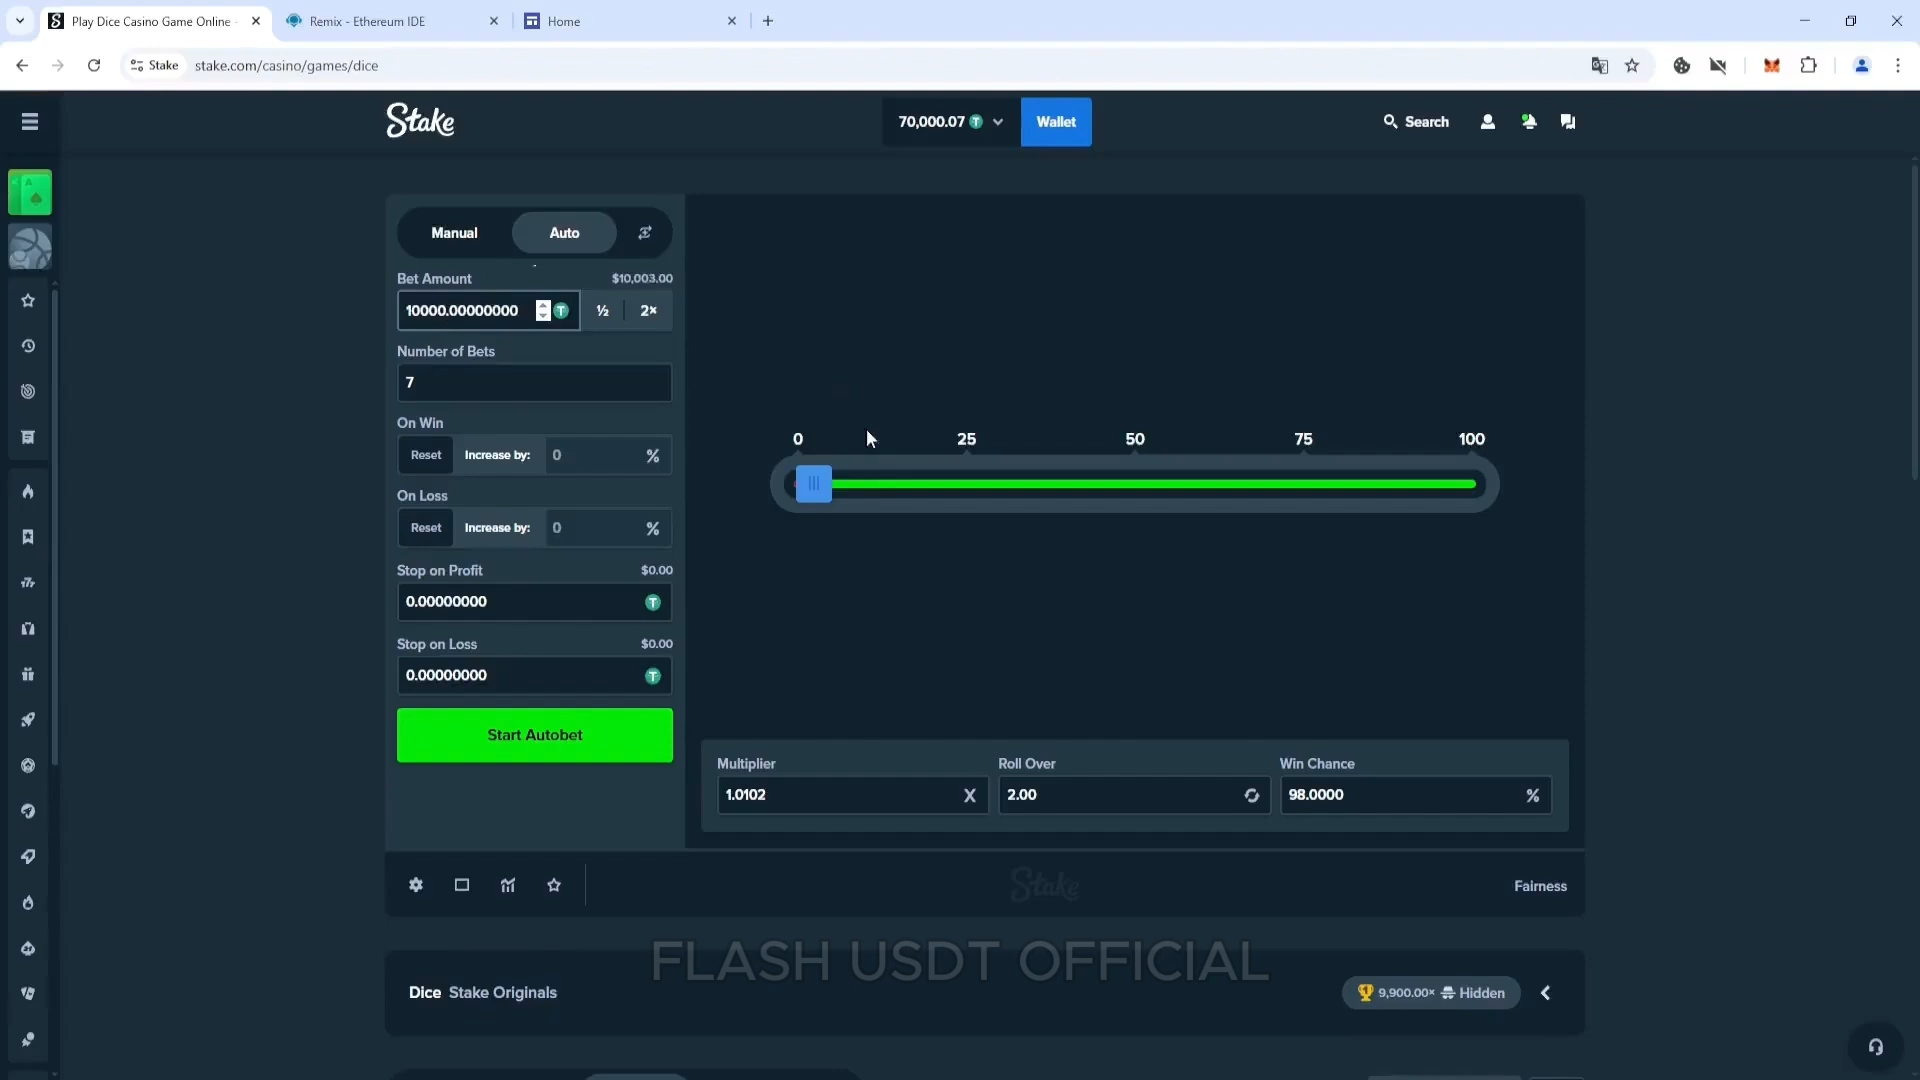 Play Dice Casino Game Online -
Remix - Ethereum IDE
Home
Stake
stake.com/casino/games/dice
Stake
70,000.07
Wallet
Search
Manual
Auto
Bet Amount
$10,003.00
10000.00000000
½
2×
Number of Bets
7
On Win
Reset
Increase by:
0
%
On Loss
Reset
Increase by:
0
%
Stop on Profit
$0.00
0.00000000
Stop on Loss
$0.00
0.00000000
Start Autobet
0
25
50
75
100
Multiplier
Roll Over
Win Chance
1.0102
2.00
98.0000
%
Stake
Fairness
FLASH USDT OFFICIAL
Dice Stake Originals
9,900.00×
Hidden